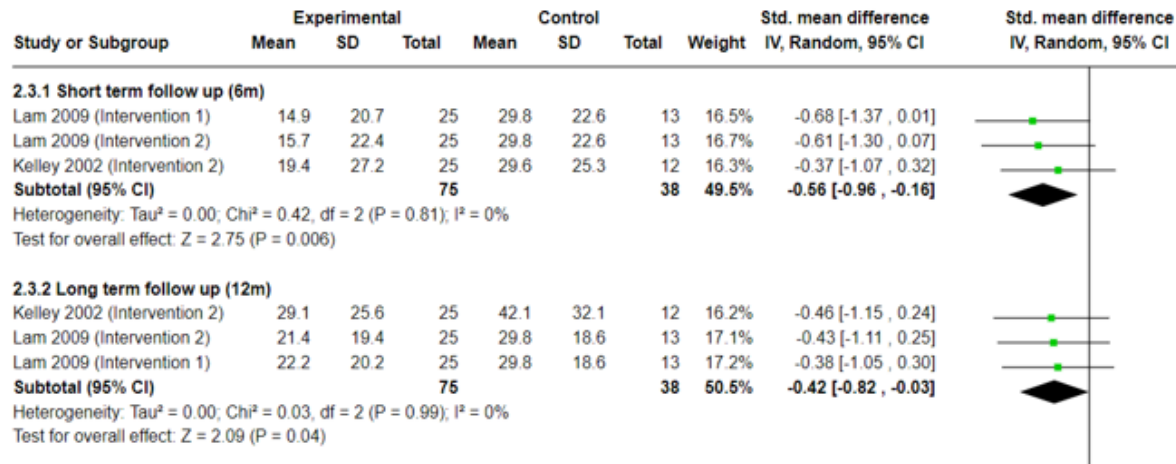 Experimental Control Std. mean difference Std. mean difference
Study or Subgroup Mean SD Total Mean SD Total Weight IV, Random, 95% CI IV, Random, 95% CI
2.3.1 Short term follow up (6m)
Lam 2009 (Intervention 1) 14.9 20.7 25 29.8 22.6 13 16.5% -0.68 [-1.37 , 0.01]
Lam 2009 (Intervention 2) 15.7 22.4 25 29.8 22.6 13 16.7% -0.61 [-1.30 , 0.07]
Kelley 2002 (Intervention 2) 19.4 27.2 25 29.6 25.3 12 16.3% -0.37 [-1.07 , 0.32]
Subtotal (95% CI) 75 38 49.5% -0.56 [-0.96 , -0.16]
Heterogeneity: Tau² = 0.00; Chi² = 0.42, df = 2 (P = 0.81); I² = 0%
Test for overall effect: Z = 2.75 (P = 0.006)
2.3.2 Long term follow up (12m)
Kelley 2002 (Intervention 2) 29.1 25.6 25 42.1 32.1 12 16.2% -0.46 [-1.15 , 0.24]
Lam 2009 (Intervention 2) 21.4 19.4 25 29.8 18.6 13 17.1% -0.43 [-1.11 , 0.25]
Lam 2009 (Intervention 1) 22.2 20.2 25 29.8 18.6 13 17.2% -0.38 [-1.05 , 0.30]
Subtotal (95% CI) 75 38 50.5% -0.42 [-0.82 , -0.03]
Heterogeneity: Tau² = 0.00; Chi² = 0.03, df = 2 (P = 0.99); I² = 0%
Test for overall effect: Z = 2.09 (P = 0.04)